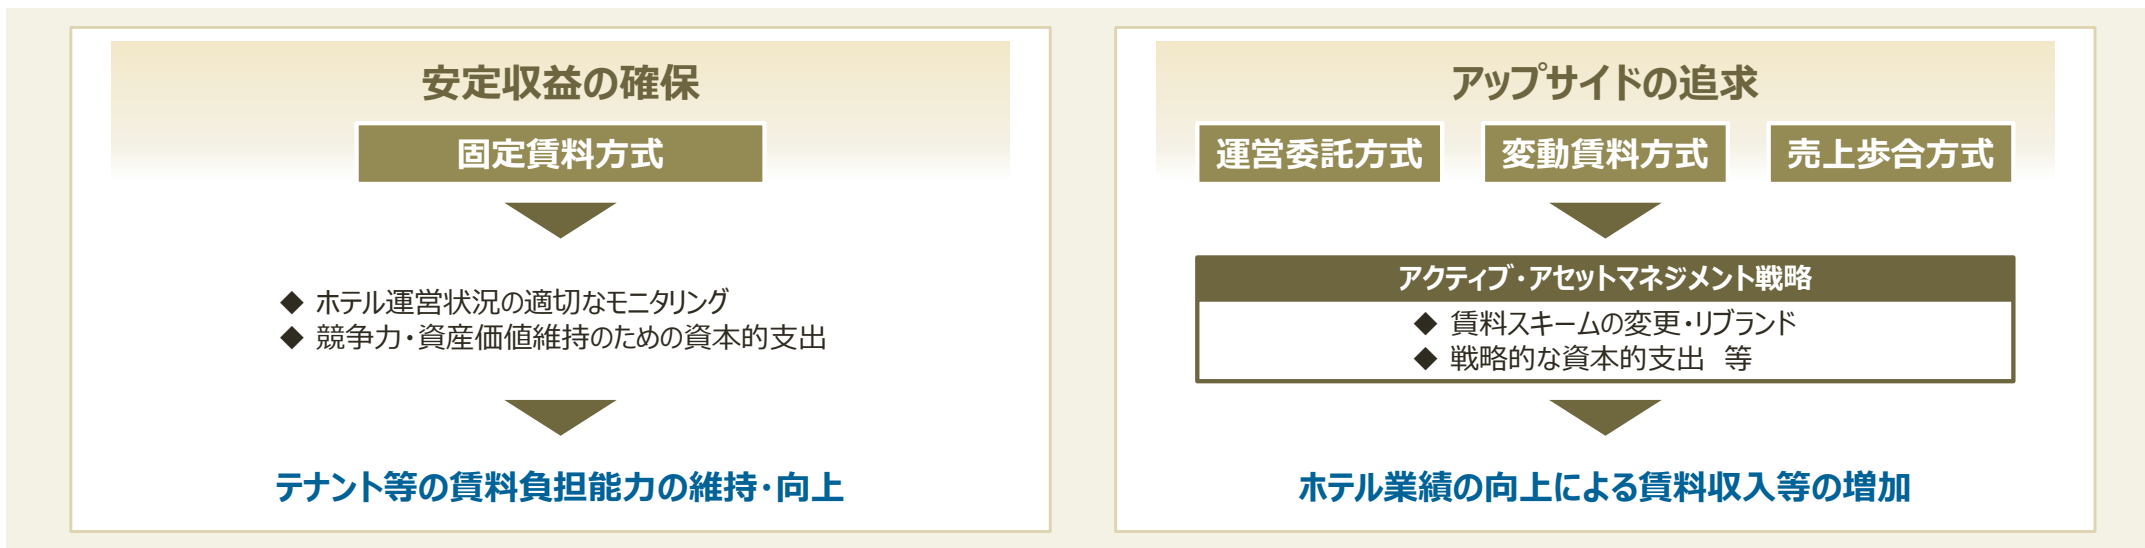 安定収益の確保
固定賃料方式
◆ ホテル運営状況の適切なモニタリング
◆ 競争力・資産価値維持のための資本的支出
テナント等の賃料負担能力の維持・向上
アップサイドの追求
運営委託方式 変動賃料方式 売上歩合方式
アクティブ・アセットマネジメント戦略
◆ 賃料スキームの変更・リブランド
◆ 戦略的な資本的支出　等
ホテル業績の向上による賃料収入等の増加